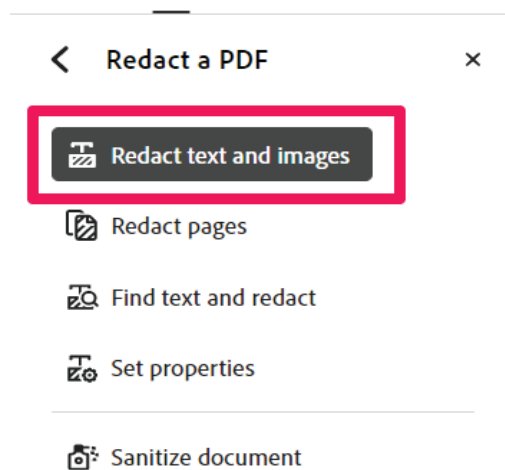 Redact a PDF
Redact text and images
Redact pages
Find text and redact
Set properties
Sanitize document